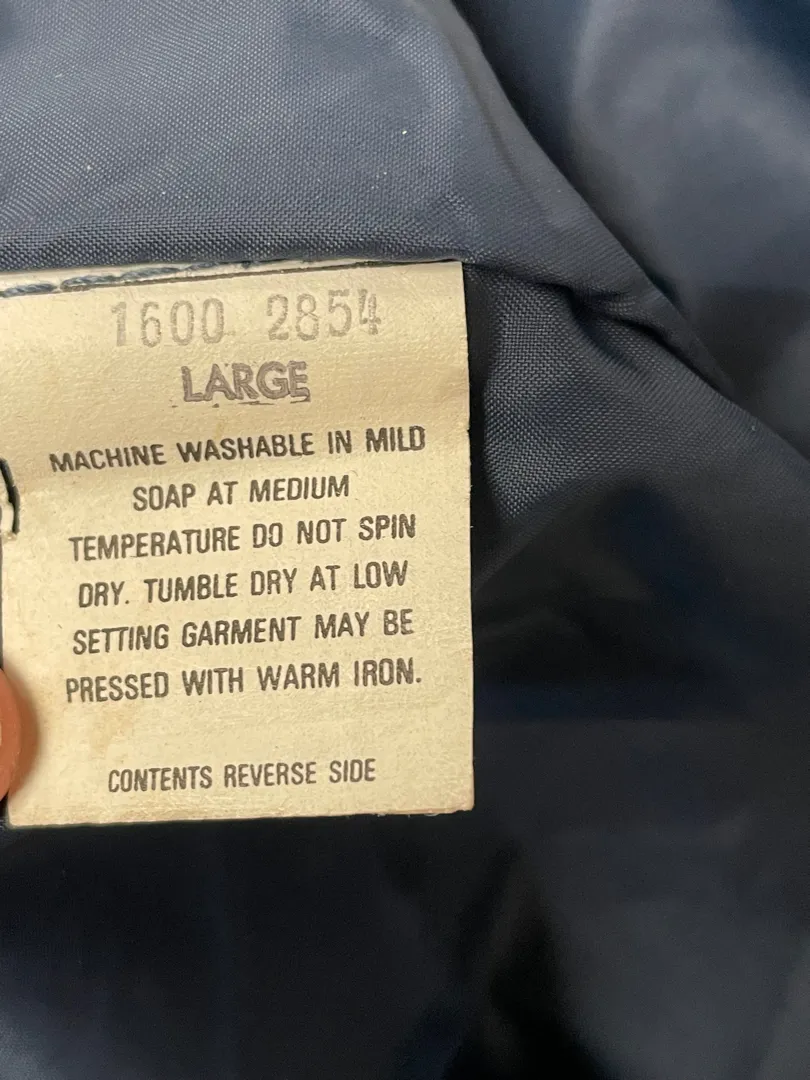 1600 2854
LARGE
MACHINE WASHABLE IN MILD
SOAP AT MEDIUM
TEMPERATURE DO NOT SPIN
DRY. TUMBLE DRY AT LOW
SETTING GARMENT MAY BE
PRESSED WITH WARM IRON.
CONTENTS REVERSE SIDE